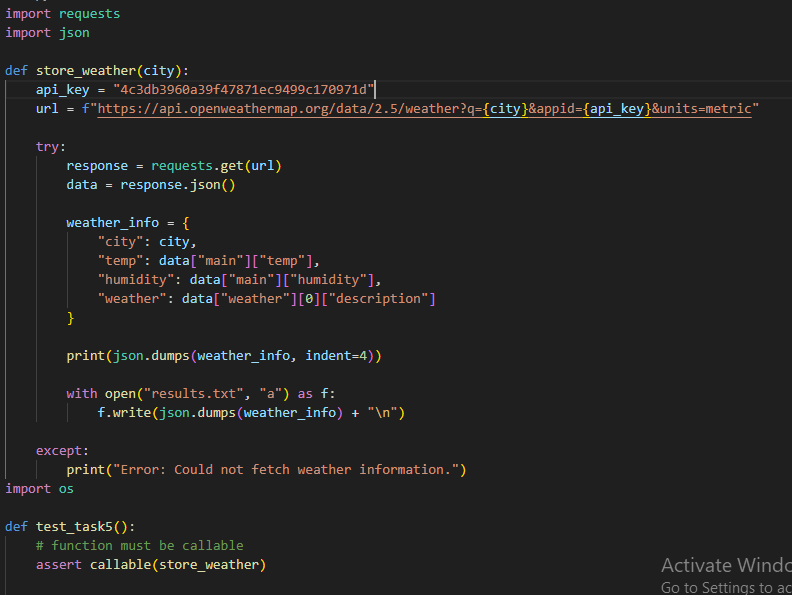 import requests
import json
def store_weather(city):
    api_key = "4c3db3960a39f47871ec9499c170971d"
    url = f"https://api.openweathermap.org/data/2.5/weather?q={city}&appid={api_key}&units=metric"
    try:
        response = requests.get(url)
        data = response.json()
        weather_info = {
            "city": city,
            "temp": data["main"]["temp"],
            "humidity": data["main"]["humidity"],
            "weather": data["weather"][0]["description"]
        }
        print(json.dumps(weather_info, indent=4))
        with open("results.txt", "a") as f:
            f.write(json.dumps(weather_info) + "\n")
    except:
        print("Error: Could not fetch weather information.")
import os
def test_task5():
    # function must be callable
    assert callable(store_weather)
Activate Windo
Go to Settings to ac